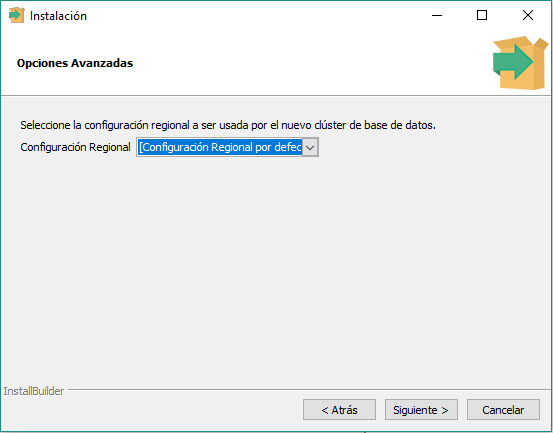 Instalación
Opciones Avanzadas
Seleccione la configuración regional a ser usada por el nuevo clúster de base de datos.
Configuración Regional [Configuración Regional por defec
InstallBuilder
< Atrás Siguiente > Cancelar